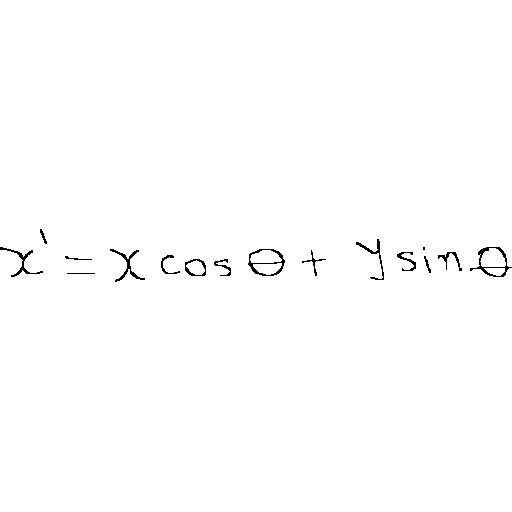 x' = x cos θ + y sin θ